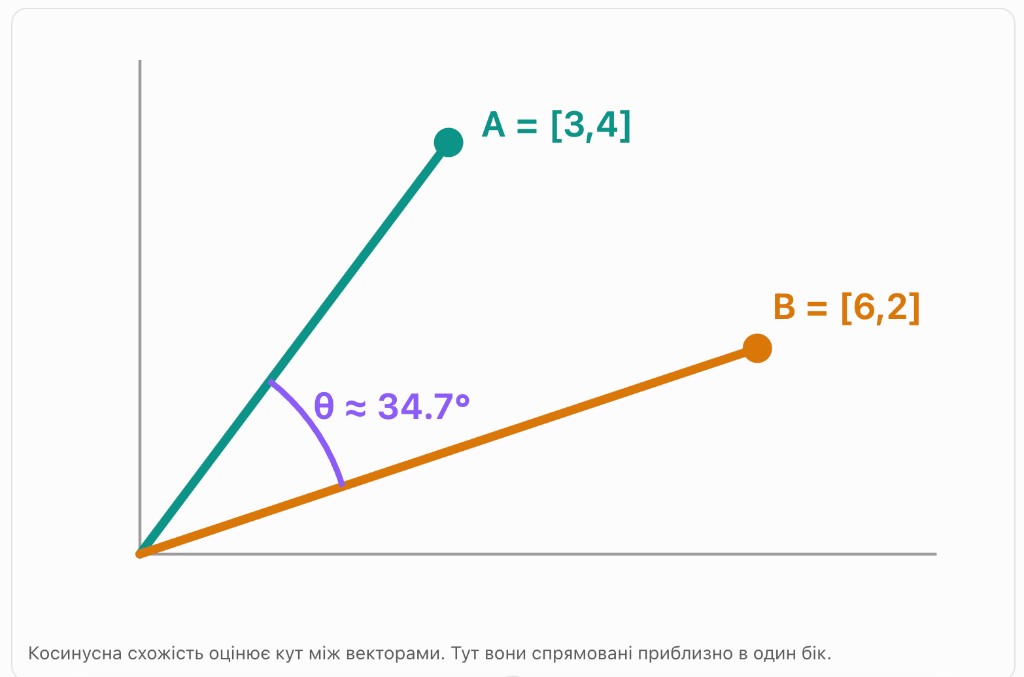 A = [3,4]
B = [6,2]
θ ≈ 34.7°
Косинусна схожість оцінює кут між векторами. Тут вони спрямовані приблизно в один бік.